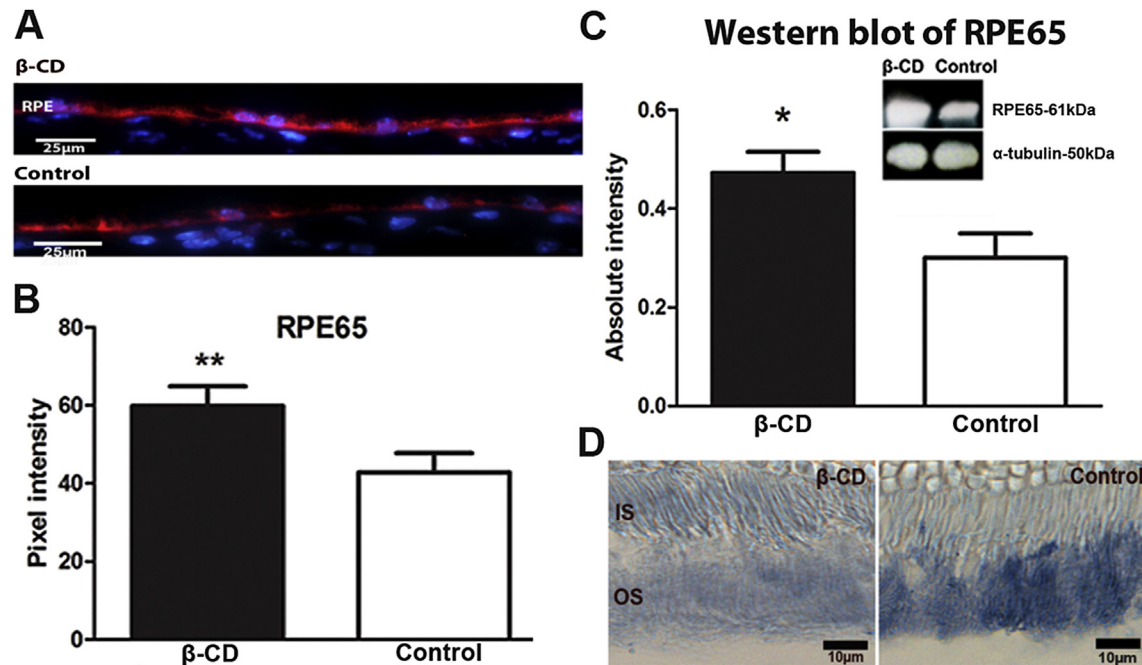 A
β-CD
RPE
25μm
Control
25μm
B
RPE65
80
60
40
20
0
Pixel intensity
**
β-CD
Control
C
Western blot of RPE65
β-CD Control
RPE65-61kDa
α-tubulin-50kDa
0.6
0.4
0.2
0.0
Absolute intensity
*
β-CD
Control
D
β-CD
IS
OS
10μm
Control
10μm